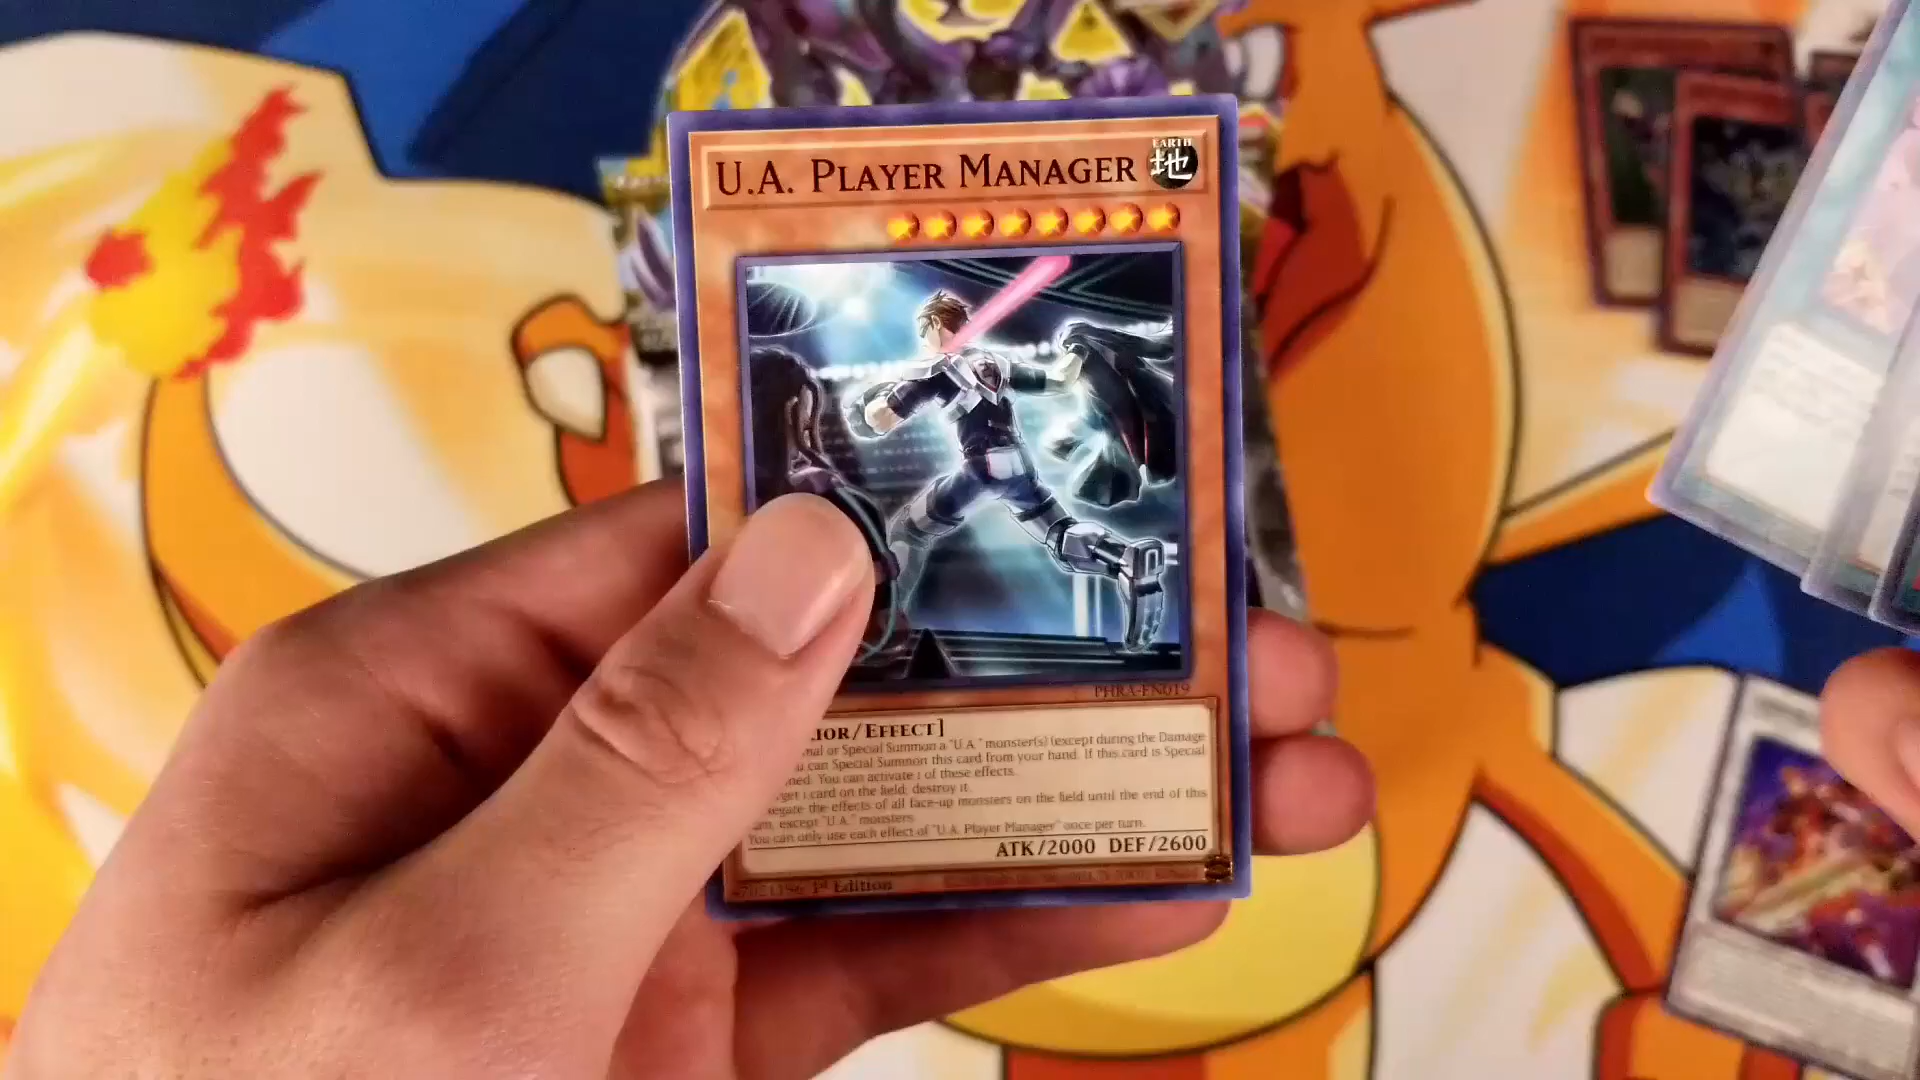 U.A. PLAYER MANAGER
EARTH
地
PHRA-EN019
IOR/EFFECT]
mal or Special Summon a "U.A." monster(s) (except during the Damage
u can Special Summon this card from your hand. If this card is Special
ned: You can activate 1 of these effects.
get 1 card on the field; destroy it.
egate the effects of all face-up monsters on the field until the end of this
rn, except "U.A." monsters.
You can only use each effect of "U.A. Player Manager" once per turn.
ATK/2000 DEF/2600
1st Edition